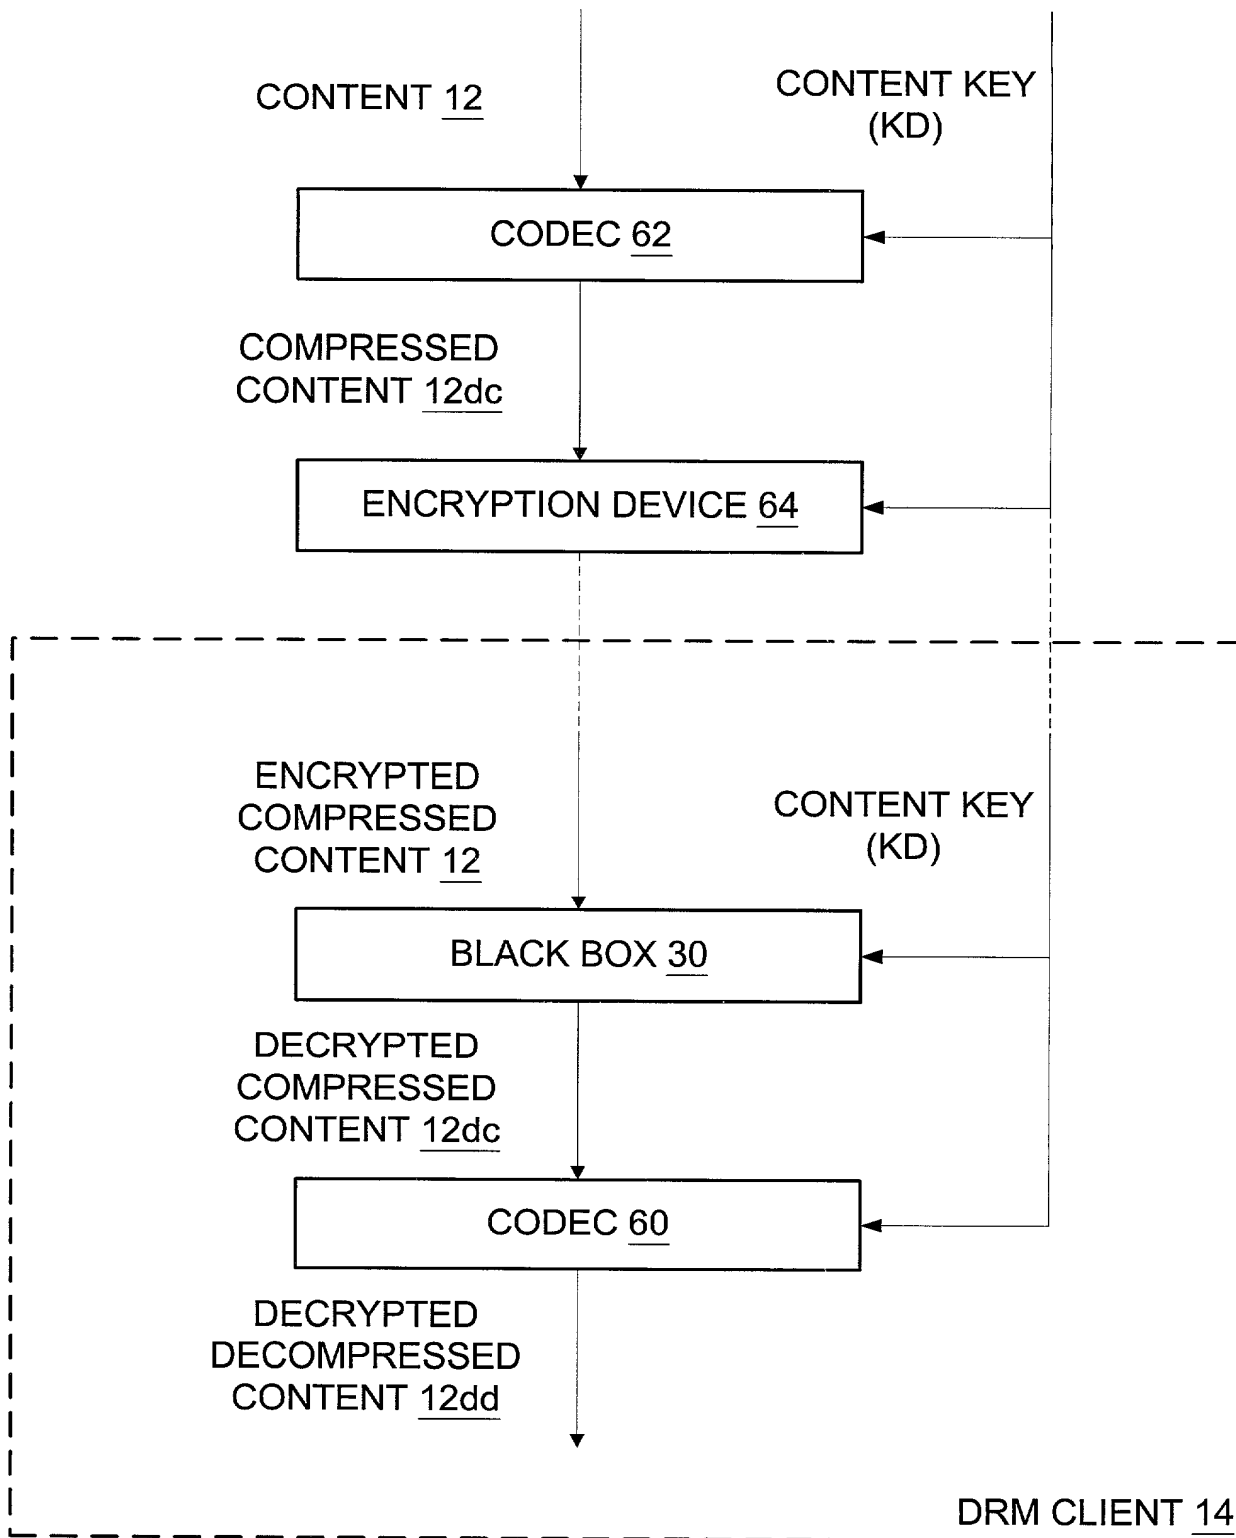 CONTENT 12
CONTENT KEY
(KD)
CODEC 62
COMPRESSED
CONTENT 12dc
ENCRYPTION DEVICE 64
ENCRYPTED
COMPRESSED
CONTENT 12
CONTENT KEY
(KD)
BLACK BOX 30
DECRYPTED
COMPRESSED
CONTENT 12dc
CODEC 60
DECRYPTED
DECOMPRESSED
CONTENT 12dd
DRM CLIENT 14